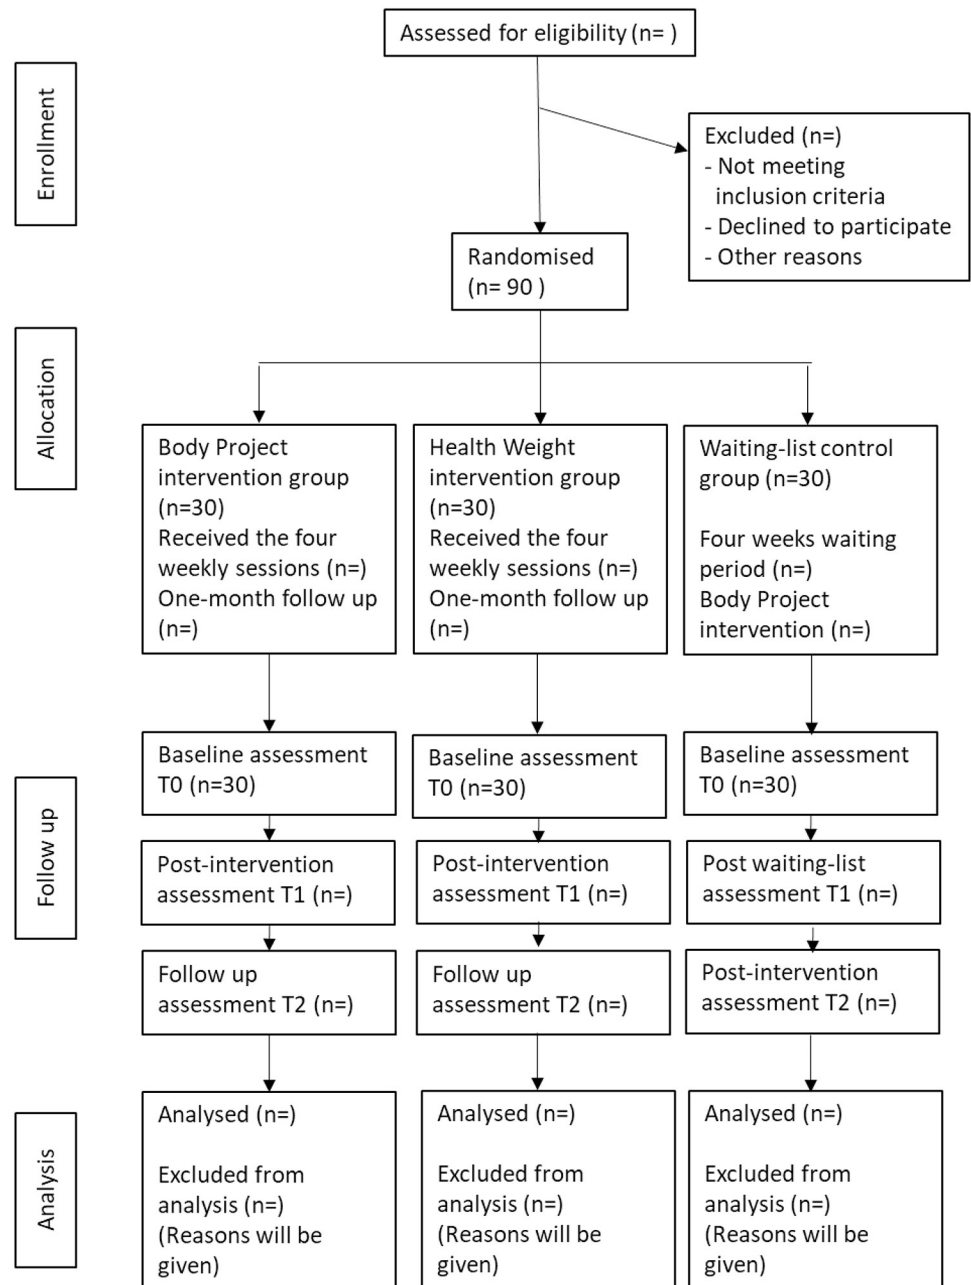 Assessed for eligibility (n= )
Enrollment
Excluded (n=)
- Not meeting
inclusion criteria
- Declined to participate
- Other reasons
Randomised
(n= 90 )
Allocation
Body Project
intervention group
(n=30)
Received the four
weekly sessions (n=)
One-month follow up
(n=)
Health Weight
intervention group
(n=30)
Received the four
weekly sessions (n=)
One-month follow up
(n=)
Waiting-list control
group (n=30)
Four weeks waiting
period (n=)
Body Project
intervention (n=)
Follow up
Baseline assessment
T0 (n=30)
Baseline assessment
T0 (n=30)
Baseline assessment
T0 (n=30)
Post-intervention
assessment T1 (n=)
Post-intervention
assessment T1 (n=)
Post waiting-list
assessment T1 (n=)
Follow up
assessment T2 (n=)
Follow up
assessment T2 (n=)
Post-intervention
assessment T2 (n=)
Analysis
Analysed (n=)
Excluded from
analysis (n=)
(Reasons will be
given)
Analysed (n=)
Excluded from
analysis (n=)
(Reasons will be
given)
Analysed (n=)
Excluded from
analysis (n=)
(Reasons will be
given)